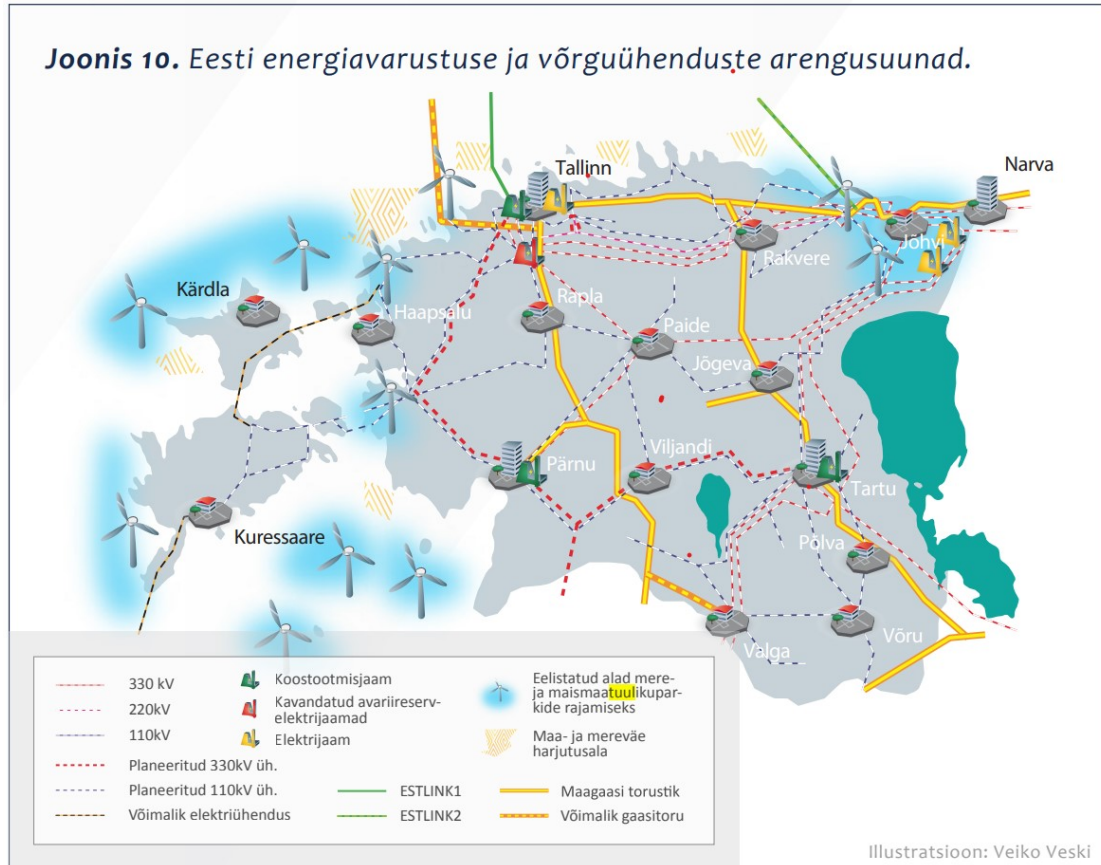 Joonis 10. Eesti energiavarustuse ja võrguühenduste arengusuunad.
Tallinn
Narva
Jõhvi
Rakvere
Kärdla
Haapsalu
Rapla
Paide
Jõgeva
Pärnu
Viljandi
Tartu
Kuressaare
Põlva
Valga
Võru
330 kV
220kV
110kV
Planeeritud 330kV üh.
Planeeritud 110kV üh.
Võimalik elektriühendus
Koostootmisjaam
Kavandatud avariireserv-
elektrijaamad
Elektrijaam
ESTLINK1
ESTLINK2
Eelistatud alad mere-
ja maismaatuulikupar-
kide rajamiseks
Maa- ja mereväe
harjutusala
Maagaasi torustik
Võimalik gaasitoru
Illustratsioon: Veiko Veski